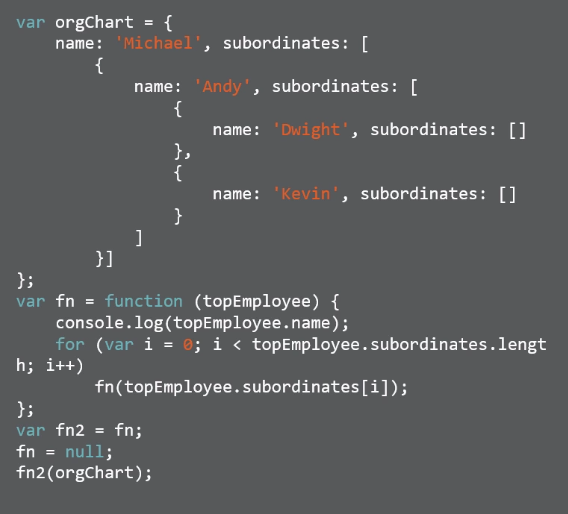 var orgChart = {
    name: 'Michael', subordinates: [
        {
            name: 'Andy', subordinates: [
                {
                    name: 'Dwight', subordinates: []
                },
                {
                    name: 'Kevin', subordinates: []
                }
            ]
        }]
};
var fn = function (topEmployee) {
    console.log(topEmployee.name);
    for (var i = 0; i < topEmployee.subordinates.lengt
h; i++)
        fn(topEmployee.subordinates[i]);
};
var fn2 = fn;
fn = null;
fn2(orgChart);